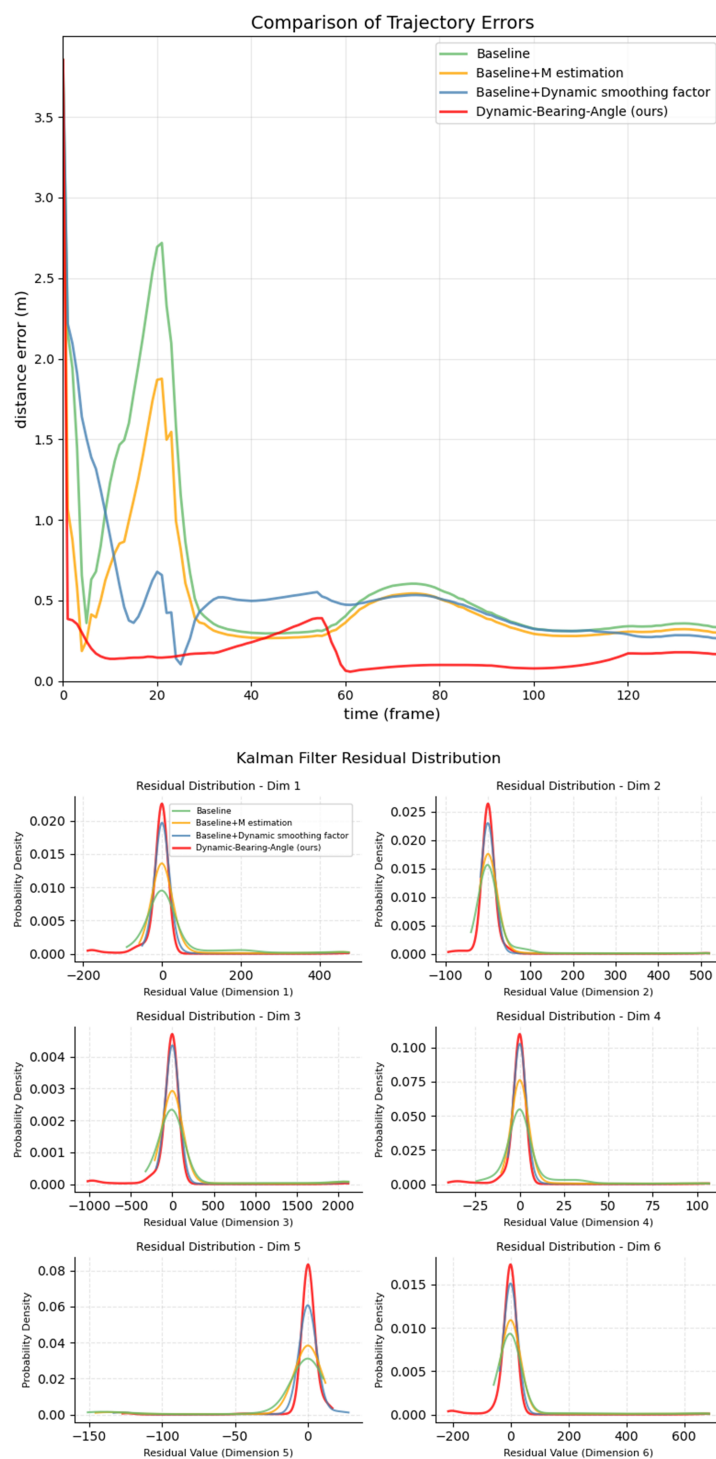 Comparison of Trajectory Errors
Baseline
Baseline+M estimation
Baseline+Dynamic smoothing factor
Dynamic-Bearing-Angle (ours)
distance error (m)
3.5
3.0
2.5
2.0
1.5
1.0
0.5
0.0
0 20 40 60 80 100 120
time (frame)
Kalman Filter Residual Distribution
Residual Distribution - Dim 1
Baseline
Baseline+M estimation
Baseline+Dynamic smoothing factor
Dynamic-Bearing-Angle (ours)
Probability Density
0.020
0.015
0.010
0.005
0.000
−200 0 200 400
Residual Value (Dimension 1)
Residual Distribution - Dim 2
Probability Density
0.025
0.020
0.015
0.010
0.005
0.000
−100 0 100 200 300 400 500
Residual Value (Dimension 2)
Residual Distribution - Dim 3
Probability Density
0.004
0.003
0.002
0.001
0.000
−1000 −500 0 500 1000 1500 2000
Residual Value (Dimension 3)
Residual Distribution - Dim 4
Probability Density
0.100
0.075
0.050
0.025
0.000
−25 0 25 50 75 100
Residual Value (Dimension 4)
Residual Distribution - Dim 5
Probability Density
0.08
0.06
0.04
0.02
0.00
−150 −100 −50 0
Residual Value (Dimension 5)
Residual Distribution - Dim 6
Probability Density
0.015
0.010
0.005
0.000
−200 0 200 400 600
Residual Value (Dimension 6)